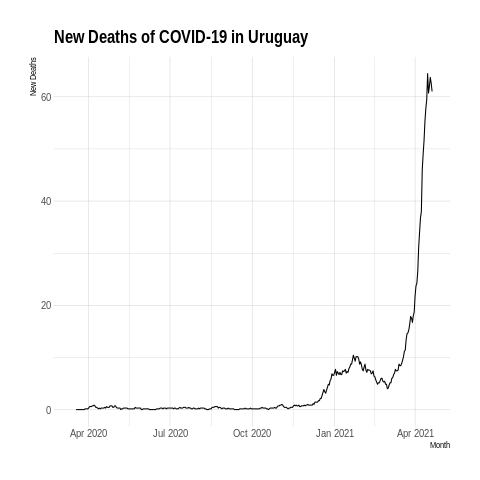 New Deaths of COVID-19 in Uruguay
New Deaths
60
40
20
0
Apr 2020 Jul 2020 Oct 2020 Jan 2021 Apr 2021
Month